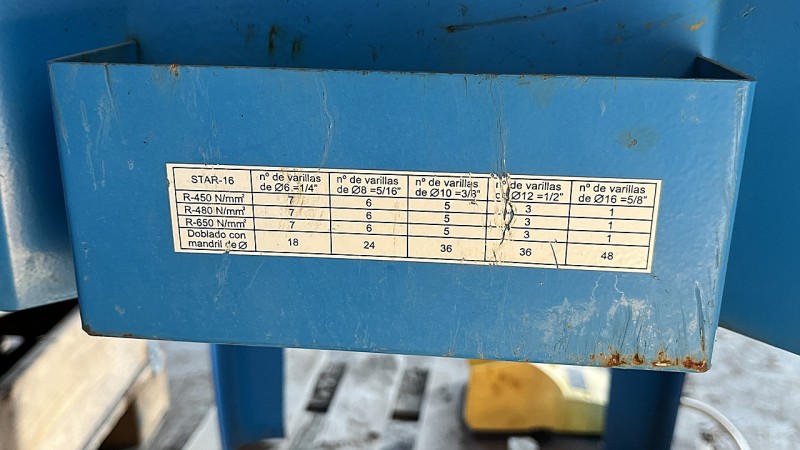 STAR-16 nº de varillas de Ø6 =1/4" nº de varillas de Ø8 =5/16" nº de varillas de Ø10 =3/8" nº de varillas de Ø12 =1/2" nº de varillas de Ø16 =5/8"
R-450 N/mm² 7 6 5 3 1
R-480 N/mm² 7 6 5 3 1
R-650 N/mm² 7 6 5 3 1
Doblado con mandril de Ø 18 24 36 36 48